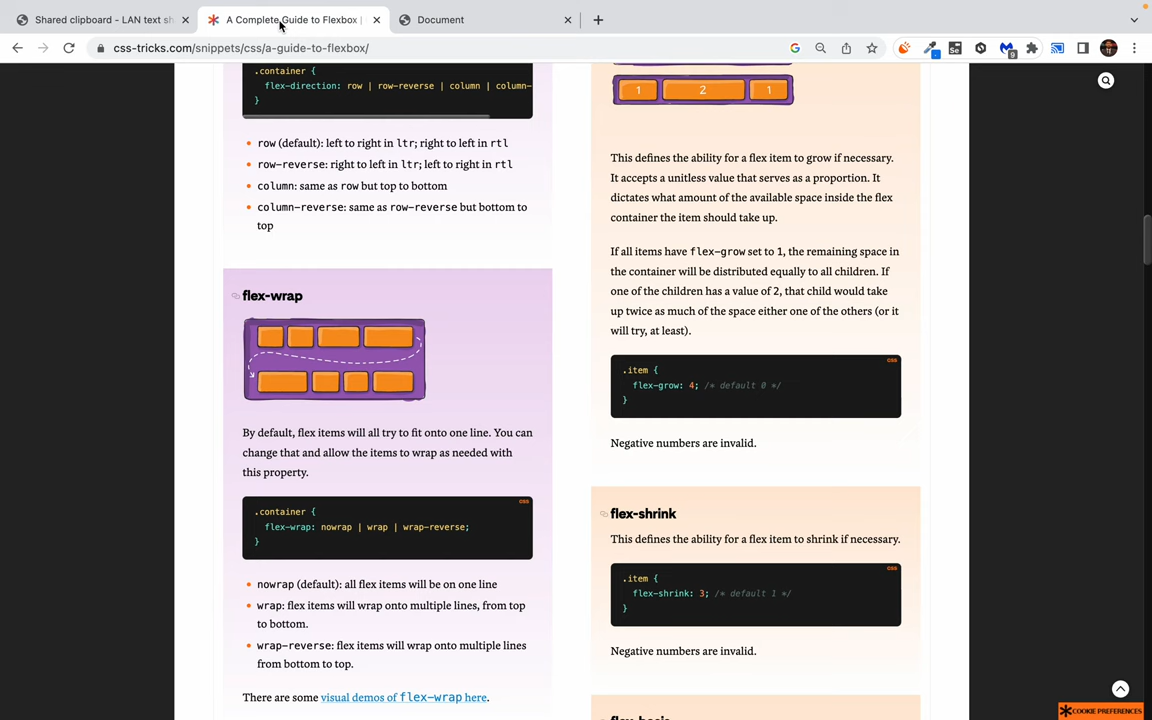 Shared clipboard - LAN text sh
A Complete Guide to Flexbox
Document
css-tricks.com/snippets/css/a-guide-to-flexbox/
9
.container {
flex-direction: row | row-reverse | column | column-
}
row (default): left to right in ltr; right to left in rtl
row-reverse: right to left in ltr; left to right in rtl
column: same as row but top to bottom
column-reverse: same as row-reverse but bottom to
top
flex-wrap
By default, flex items will all try to fit onto one line. You can
change that and allow the items to wrap as needed with
this property.
CSS
.container {
flex-wrap: nowrap | wrap | wrap-reverse;
}
nowrap (default): all flex items will be on one line
wrap: flex items will wrap onto multiple lines, from top
to bottom.
wrap-reverse: flex items will wrap onto multiple lines
from bottom to top.
There are some visual demos of flex-wrap here.
1 2 1
This defines the ability for a flex item to grow if necessary.
It accepts a unitless value that serves as a proportion. It
dictates what amount of the available space inside the flex
container the item should take up.
If all items have flex-grow set to 1, the remaining space in
the container will be distributed equally to all children. If
one of the children has a value of 2, that child would take
up twice as much of the space either one of the others (or it
will try, at least).
CSS
.item {
flex-grow: 4; /* default 0 */
}
Negative numbers are invalid.
flex-shrink
This defines the ability for a flex item to shrink if necessary.
CSS
.item {
flex-shrink: 3; /* default 1 */
}
Negative numbers are invalid.
flex-basis
COOKIE PREFERENCES